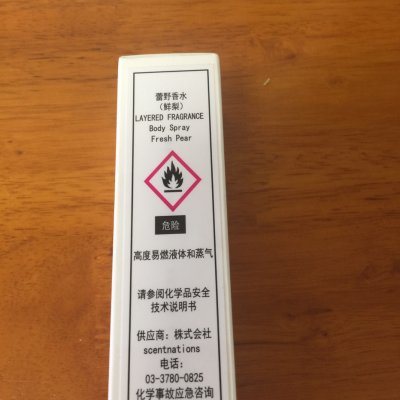 蕾野香水
（鮮梨）
LAYERED FRAGRANCE
Body Spray
Fresh Pear
危险
高度易燃液体和蒸气
请参阅化学品安全
技术说明书
供应商：株式会社
scentnations
电话：
03-3780-0825
化学事故应急咨询